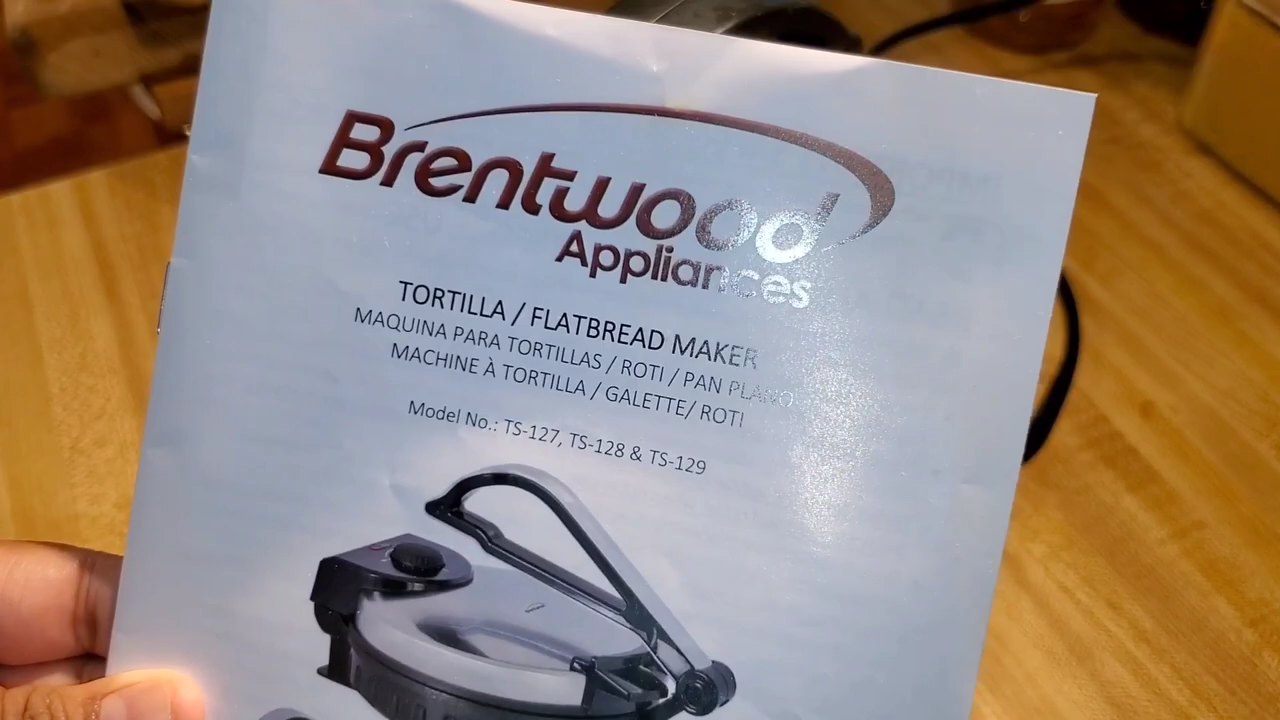 Brentwood
Appliances
TORTILLA / FLATBREAD MAKER
MAQUINA PARA TORTILLAS / ROTI / PAN PLANO
MACHINE À TORTILLA / GALETTE/ ROTI
Model No.: TS-127, TS-128 & TS-129